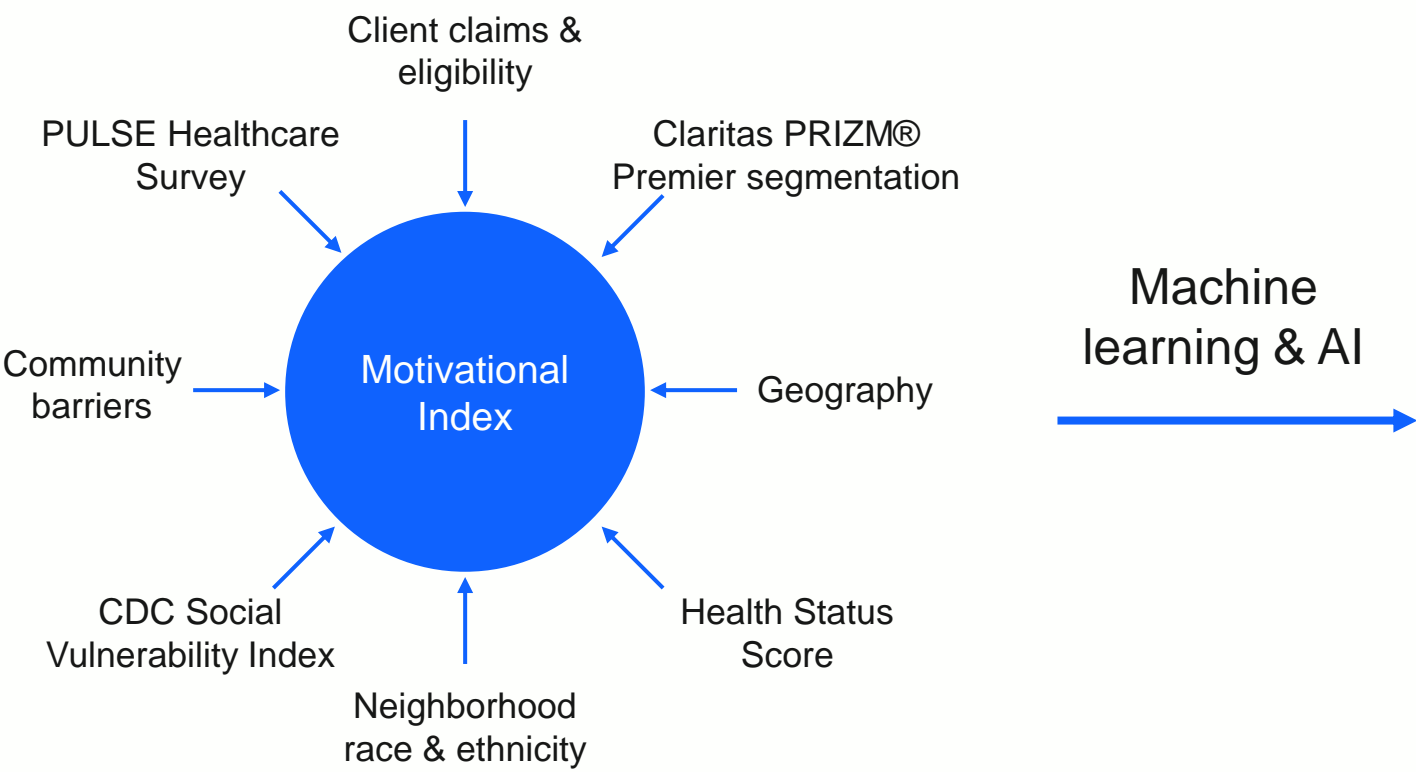 Client claims &
eligibility
PULSE Healthcare
Survey
Claritas PRIZM®
Premier segmentation
Community
barriers
Motivational
Index
Geography
Machine
learning & AI
CDC Social
Vulnerability Index
Health Status
Score
Neighborhood
race & ethnicity